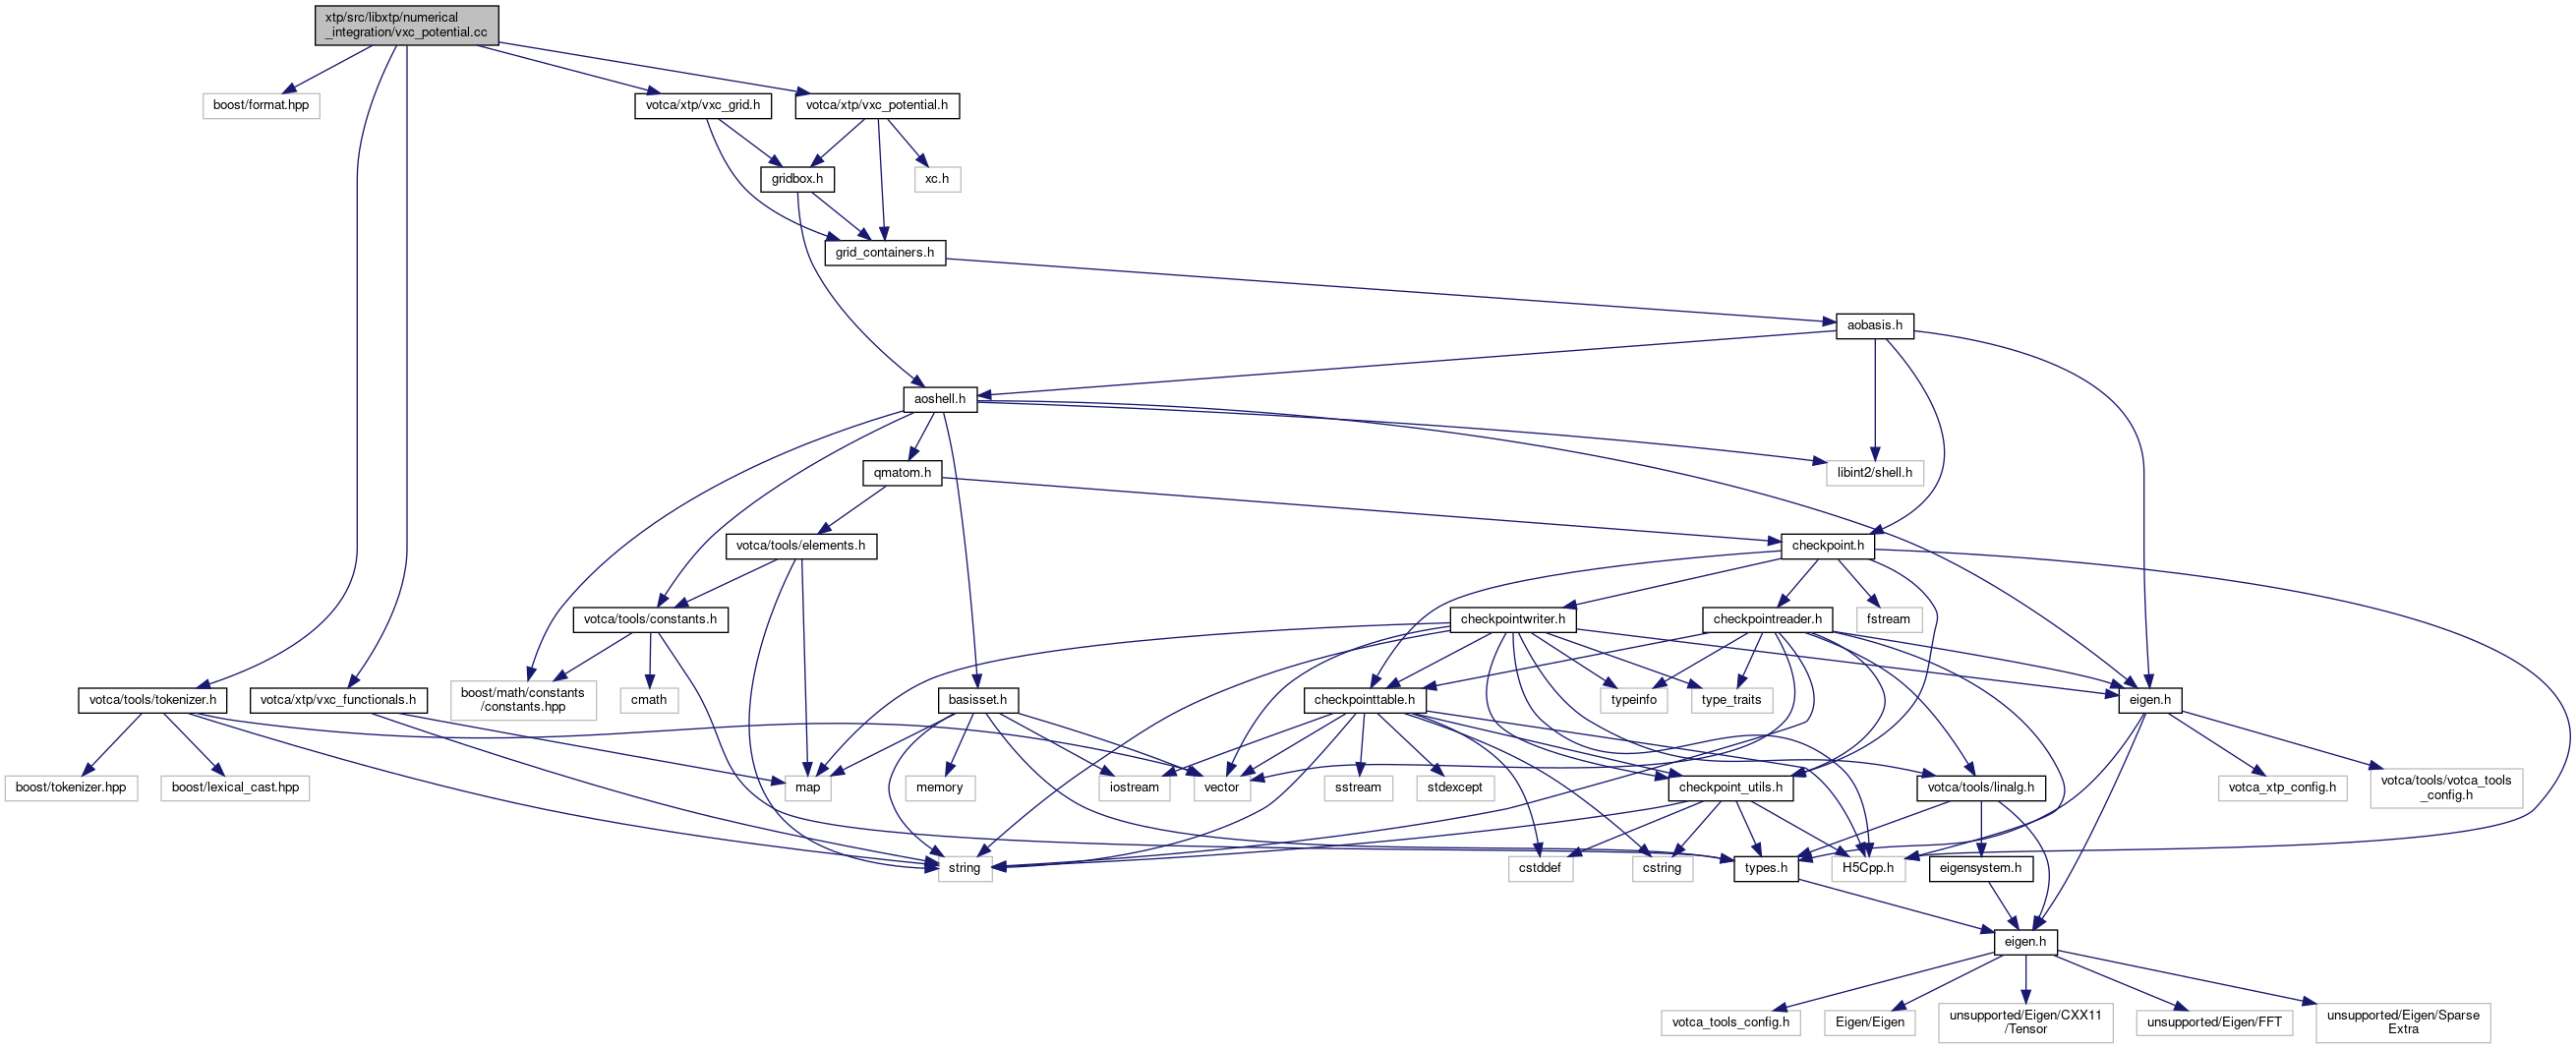 xtp/src/libxtp/numerical
_integration/vxc_potential.cc
boost/format.hpp
votca/xtp/vxc_grid.h
votca/xtp/vxc_potential.h
gridbox.h
xc.h
grid_containers.h
aobasis.h
aoshell.h
qmatom.h
libint2/shell.h
votca/tools/elements.h
checkpoint.h
votca/tools/constants.h
checkpointwriter.h
checkpointreader.h
fstream
votca/tools/tokenizer.h
votca/xtp/vxc_functionals.h
boost/math/constants
/constants.hpp
cmath
basisset.h
checkpointtable.h
typeinfo
type_traits
eigen.h
boost/tokenizer.hpp
boost/lexical_cast.hpp
map
memory
iostream
vector
sstream
stdexcept
checkpoint_utils.h
votca/tools/linalg.h
votca_xtp_config.h
votca/tools/votca_tools
_config.h
string
cstddef
cstring
types.h
H5Cpp.h
eigensystem.h
eigen.h
votca_tools_config.h
Eigen/Eigen
unsupported/Eigen/CXX11
/Tensor
unsupported/Eigen/FFT
unsupported/Eigen/Sparse
Extra